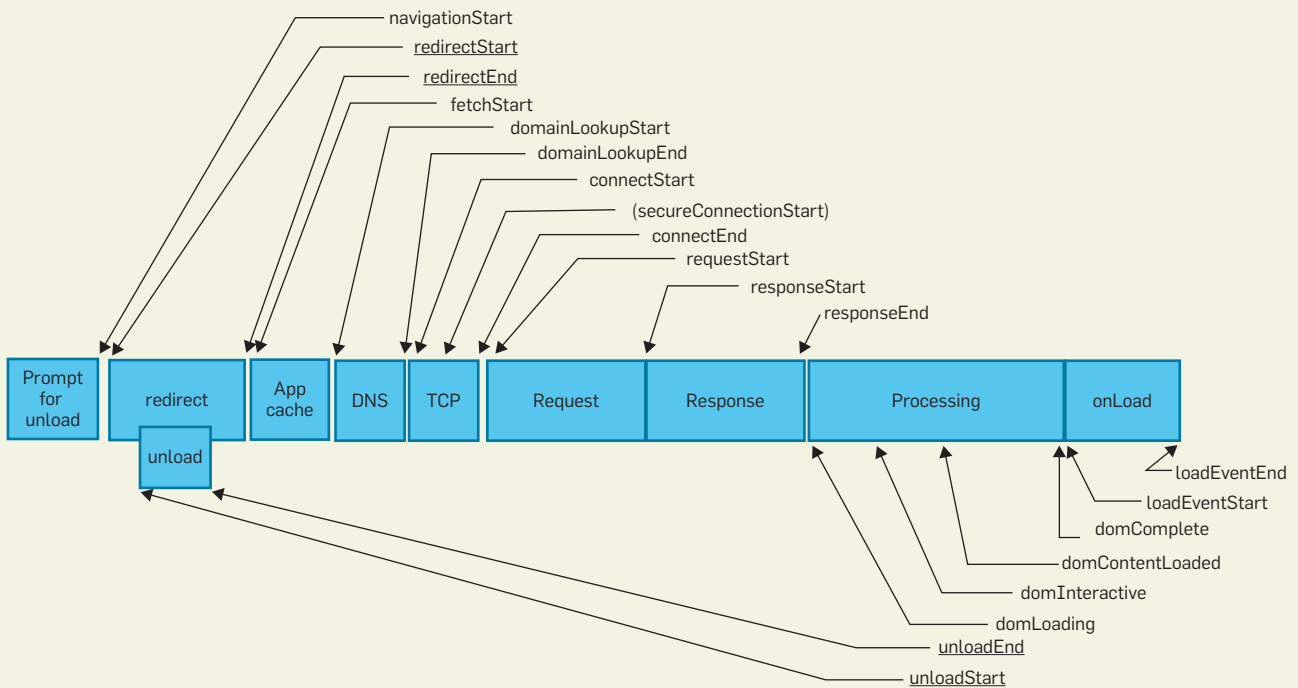 navigationStart
redirectStart
redirectEnd
fetchStart
domainLookupStart
domainLookupEnd
connectStart
(secureConnectionStart)
connectEnd
requestStart
responseStart
responseEnd
Prompt
for
unload
redirect
App
cache
DNS
TCP
Request
Response
Processing
onLoad
unload
loadEventEnd
loadEventStart
domComplete
domContentLoaded
domInteractive
domLoading
unloadEnd
unloadStart